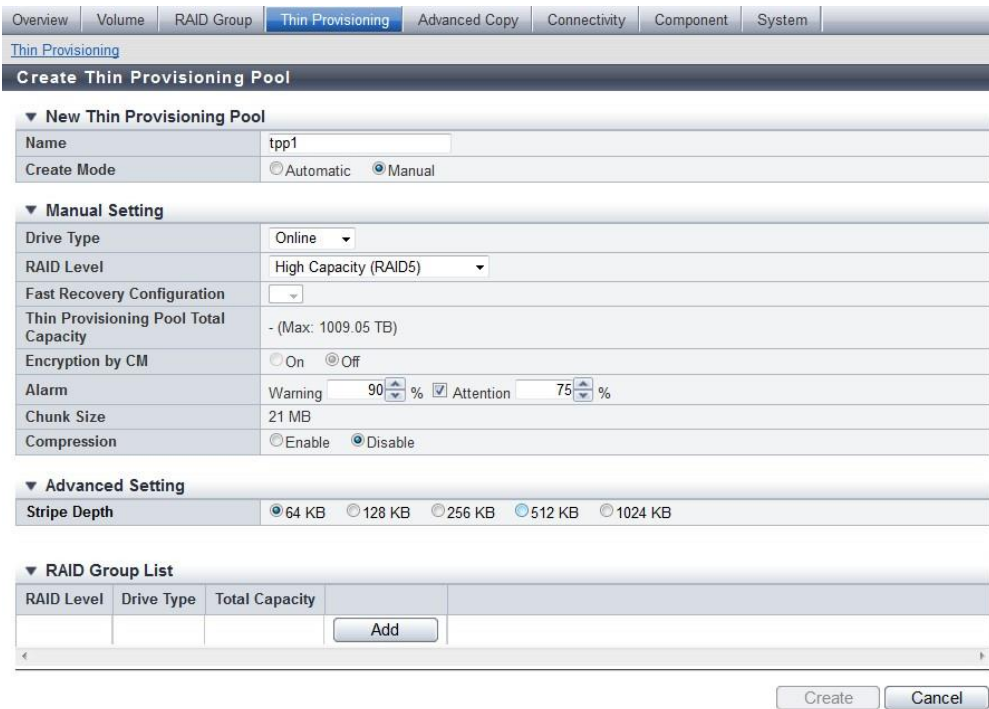 Overview Volume RAID Group Thin Provisioning Advanced Copy Connectivity Component System
Thin Provisioning
Create Thin Provisioning Pool
New Thin Provisioning Pool
Name tpp1
Create Mode Automatic Manual
Manual Setting
Drive Type Online
RAID Level High Capacity (RAID5)
Fast Recovery Configuration
Thin Provisioning Pool Total
Capacity
- (Max: 1009.05 TB)
Encryption by CM On Off
Alarm Warning 90 % Attention 75 %
Chunk Size 21 MB
Compression Enable Disable
Advanced Setting
Stripe Depth 64 KB 128 KB 256 KB 512 KB 1024 KB
RAID Group List
RAID Level Drive Type Total Capacity
Add
Create Cancel